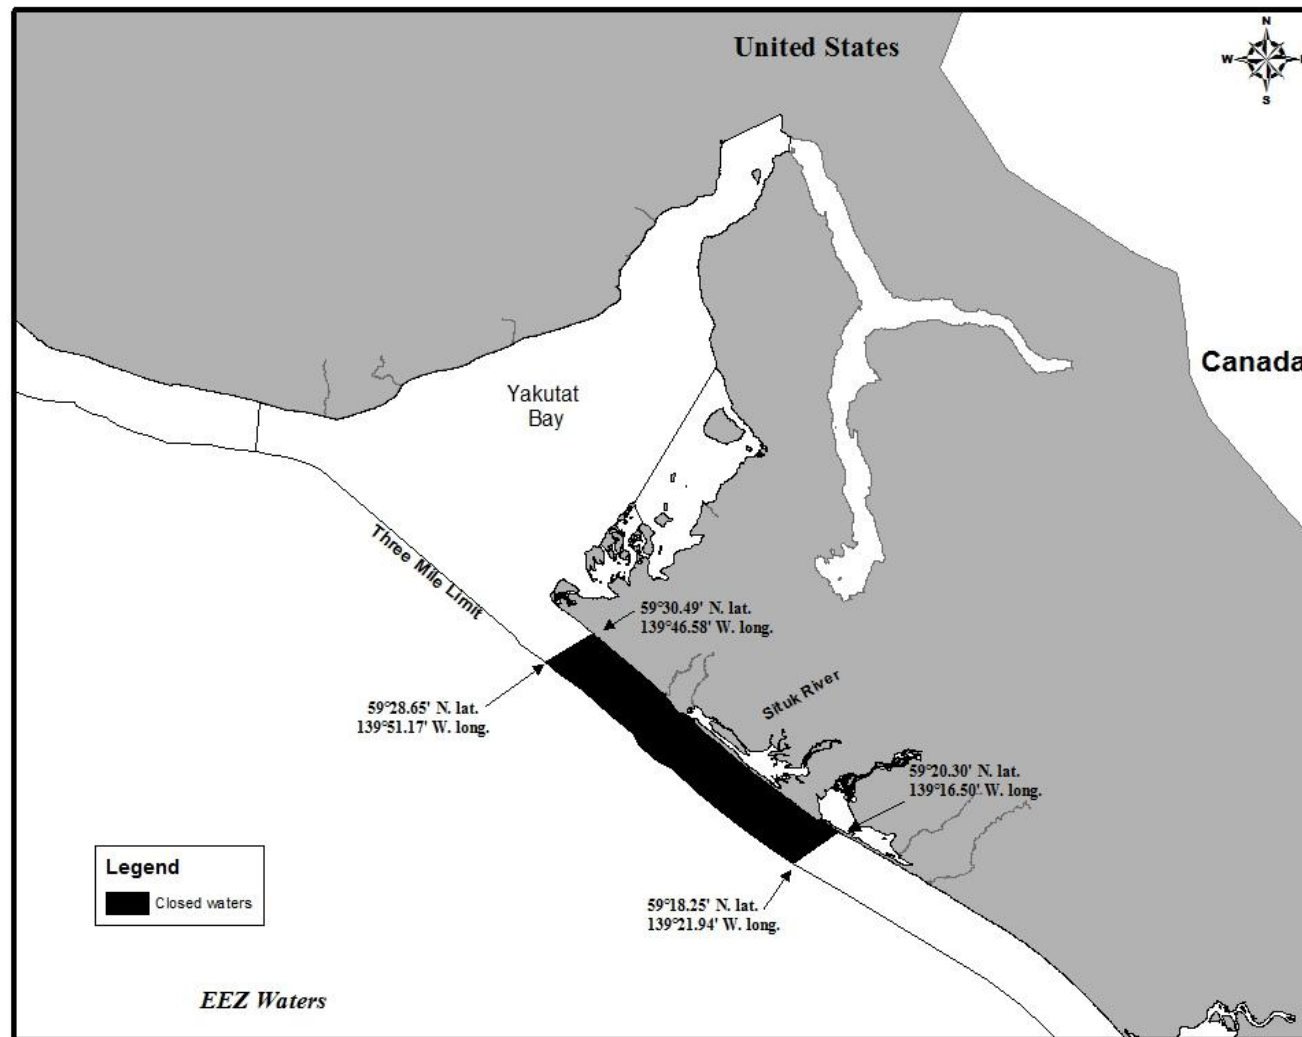 United States
N
W
S
Canada
Yakutat
Bay
Three Mile Limit
59°30.49' N. lat.
139°46.58' W. long.
59°28.65' N. lat.
139°51.17' W. long.
Situk River
59°20.30' N. lat.
139°16.50' W. long.
59°18.25' N. lat.
139°21.94' W. long.
Legend
Closed waters
EEZ Waters